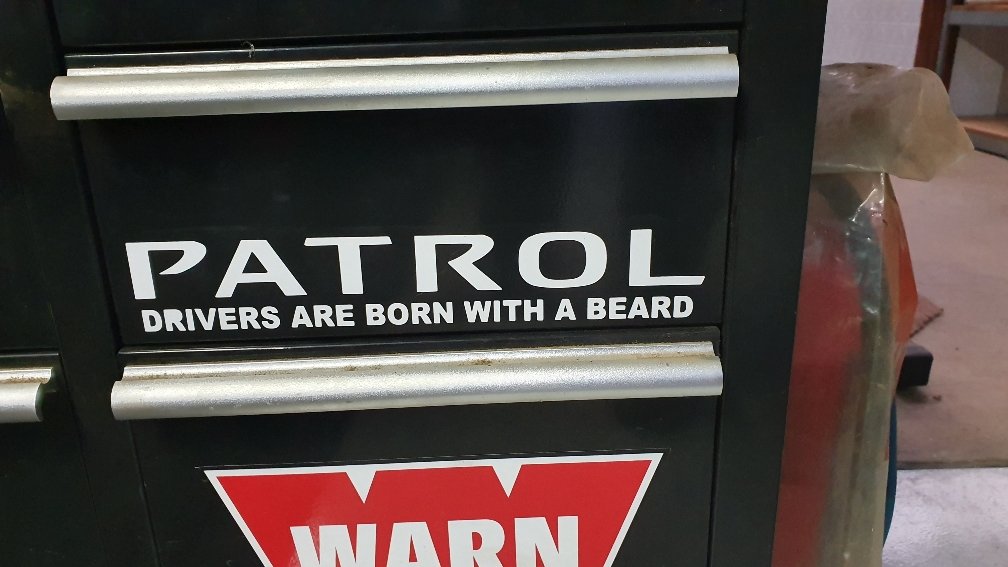 PATROL
DRIVERS ARE BORN WITH A BEARD
WARN